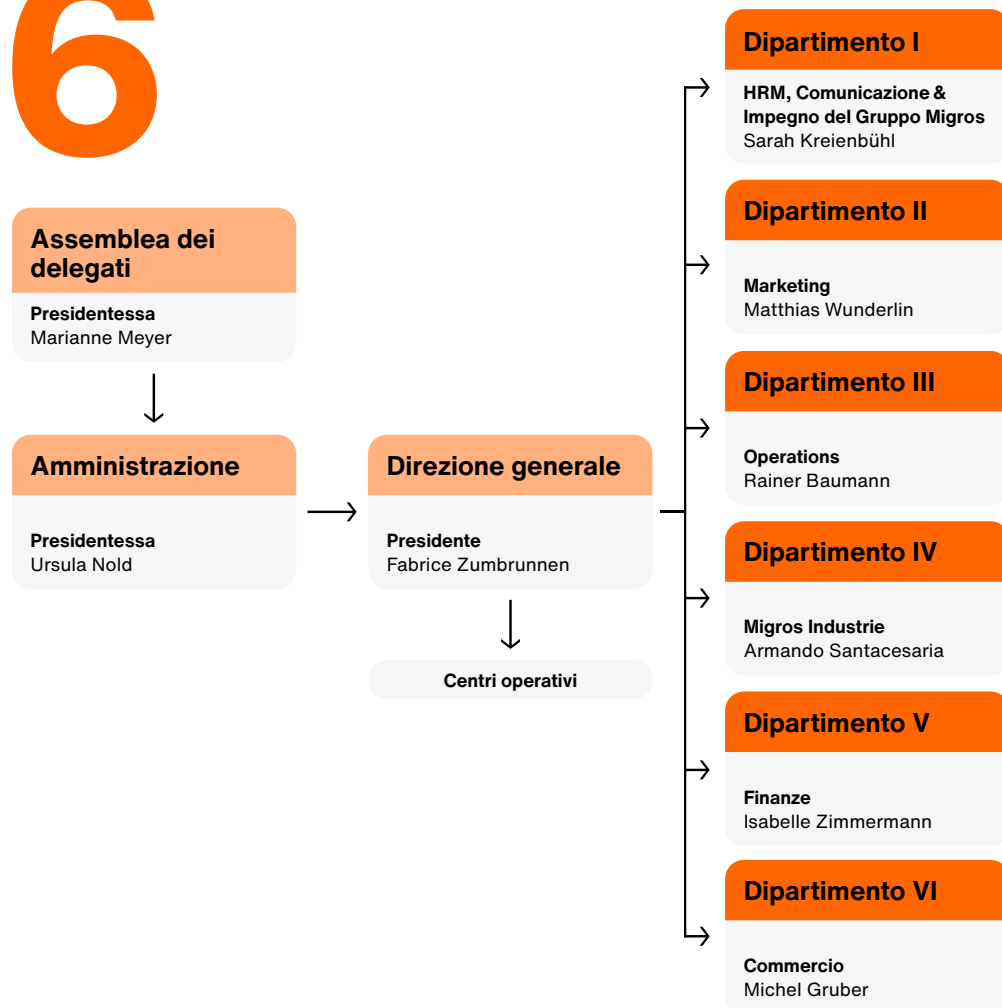 6
Assemblea dei
delegati
Presidentessa
Marianne Meyer
Amministrazione
Presidentessa
Ursula Nold
Direzione generale
Presidente
Fabrice Zumbrunnen
Centri operativi
Dipartimento I
HRM, Comunicazione &
Impegno del Gruppo Migros
Sarah Kreienbühl
Dipartimento II
Marketing
Matthias Wunderlin
Dipartimento III
Operations
Rainer Baumann
Dipartimento IV
Migros Industrie
Armando Santacesaria
Dipartimento V
Finanze
Isabelle Zimmermann
Dipartimento VI
Commercio
Michel Gruber